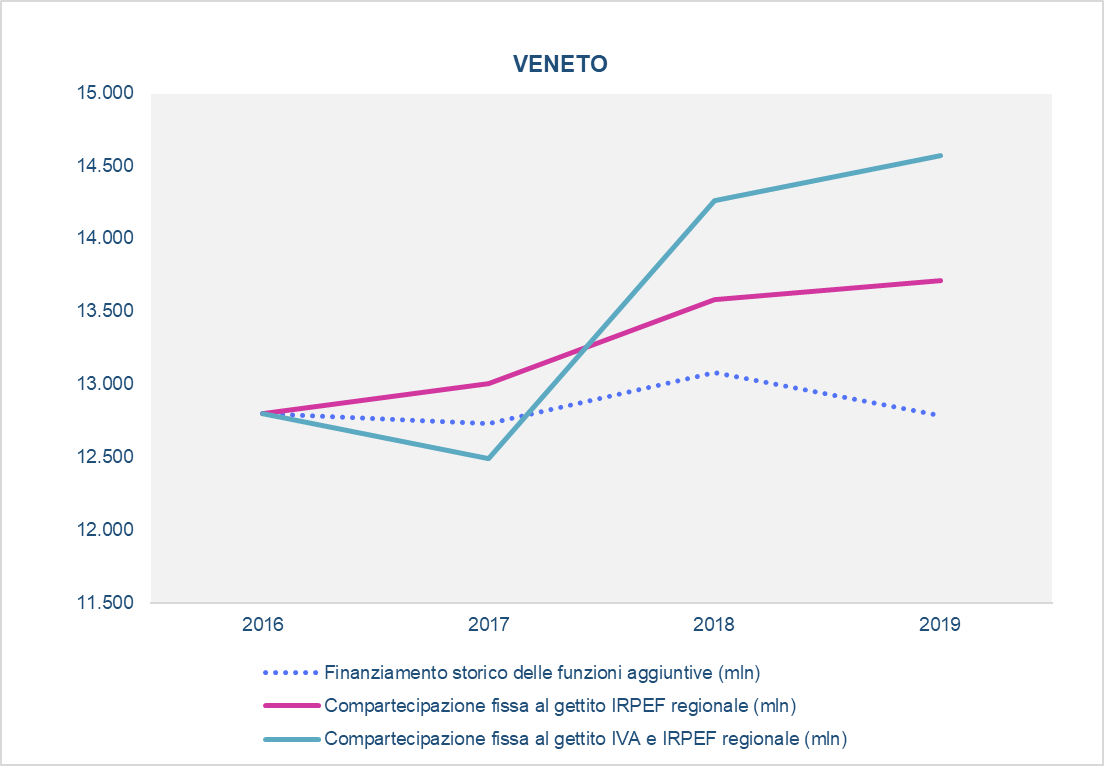 VENETO
15.000
14.500
14.000
13.500
13.000
12.500
12.000
11.500
2016 2017 2018 2019
Finanziamento storico delle funzioni aggiuntive (mln)
Compartecipazione fissa al gettito IRPEF regionale (mln)
Compartecipazione fissa al gettito IVA e IRPEF regionale (mln)